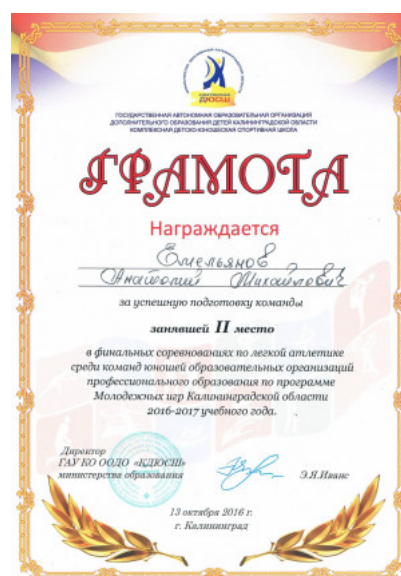 КОМПЛЕКСНАЯ
ДЮСШ
ГОСУДАРСТВЕННАЯ АВТОНОМНАЯ ОБРАЗОВАТЕЛЬНАЯ ОРГАНИЗАЦИЯ
ДОПОЛНИТЕЛЬНОГО ОБРАЗОВАНИЯ ДЕТЕЙ КАЛИНИНГРАДСКОЙ ОБЛАСТИ
КОМПЛЕКСНАЯ ДЕТСКО-ЮНОШЕСКАЯ СПОРТИВНАЯ ШКОЛА
ГРАМОТА
Награждается
Емельянов
Анатолий Михайлович
за успешную подготовку команды
занявшей II место
в финальных соревнованиях по легкой атлетике
среди команд юношей образовательных организаций
профессионального образования по программе
Молодежных игр Калининградской области
2016-2017 учебного года.
Директор
ГАУ КО ООДО «КДЮСШ»
министерства образования Э.Я.Иванс
13 октября 2016 г.
г. Калининград